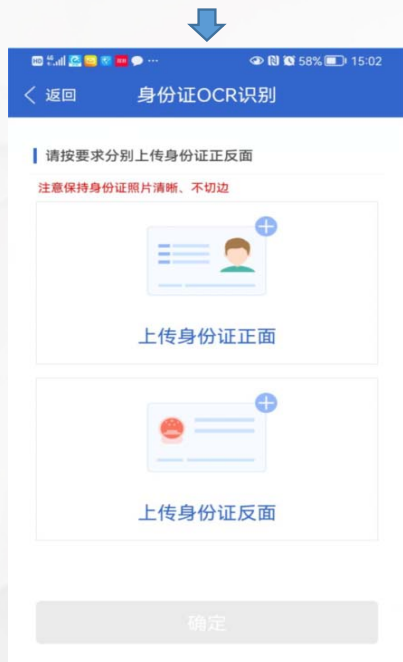 58% 15:02
返回 身份证OCR识别
请按要求分别上传身份证正反面
注意保持身份证照片清晰、不切边
上传身份证正面
上传身份证反面
确定